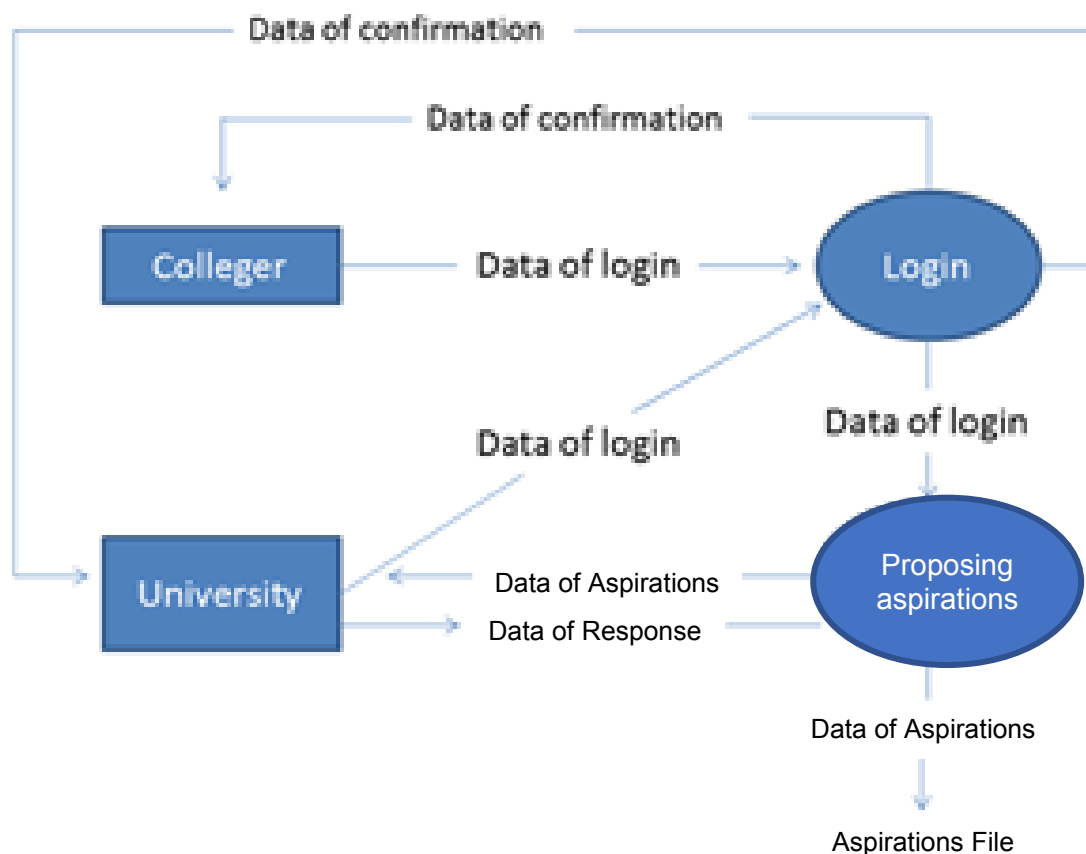 Data of confirmation
Data of confirmation
Colleger
Data of login
Login
Data of login
Data of login
University
Data of Aspirations
Proposing
aspirations
Data of Response
Data of Aspirations
Aspirations File